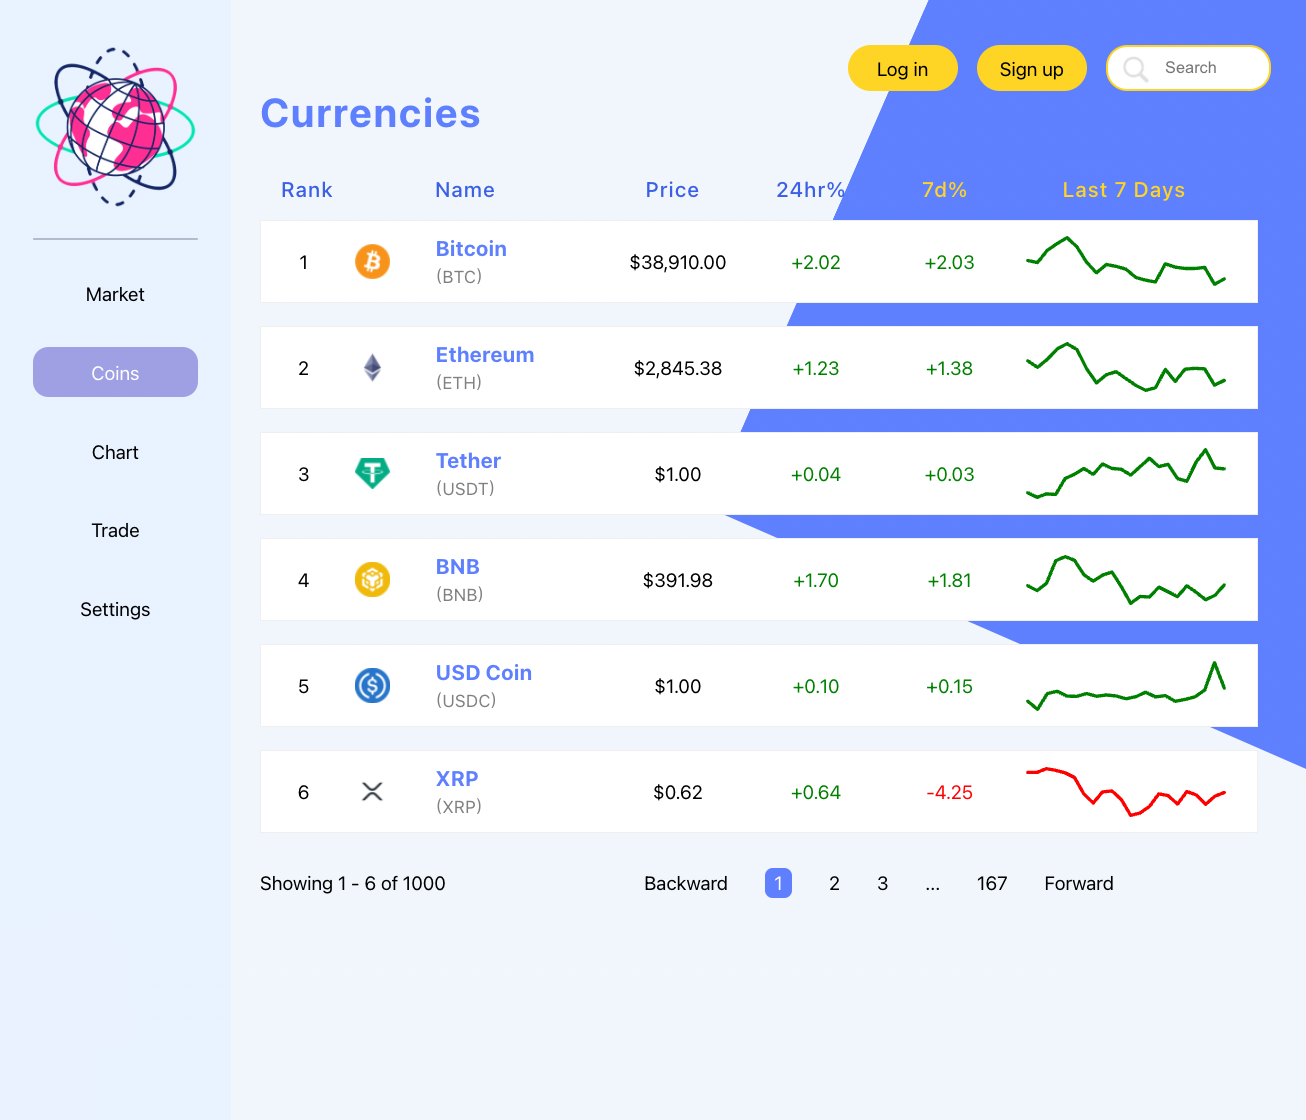 Log in
Sign up
Search
Currencies
Rank Name Price 24hr% 7d% Last 7 Days
1 Bitcoin (BTC) $38,910.00 +2.02 +2.03
2 Ethereum (ETH) $2,845.38 +1.23 +1.38
3 Tether (USDT) $1.00 +0.04 +0.03
4 BNB (BNB) $391.98 +1.70 +1.81
5 USD Coin (USDC) $1.00 +0.10 +0.15
6 XRP (XRP) $0.62 +0.64 -4.25
Showing 1 - 6 of 1000 Backward 1 2 3 ... 167 Forward
Market
Coins
Chart
Trade
Settings